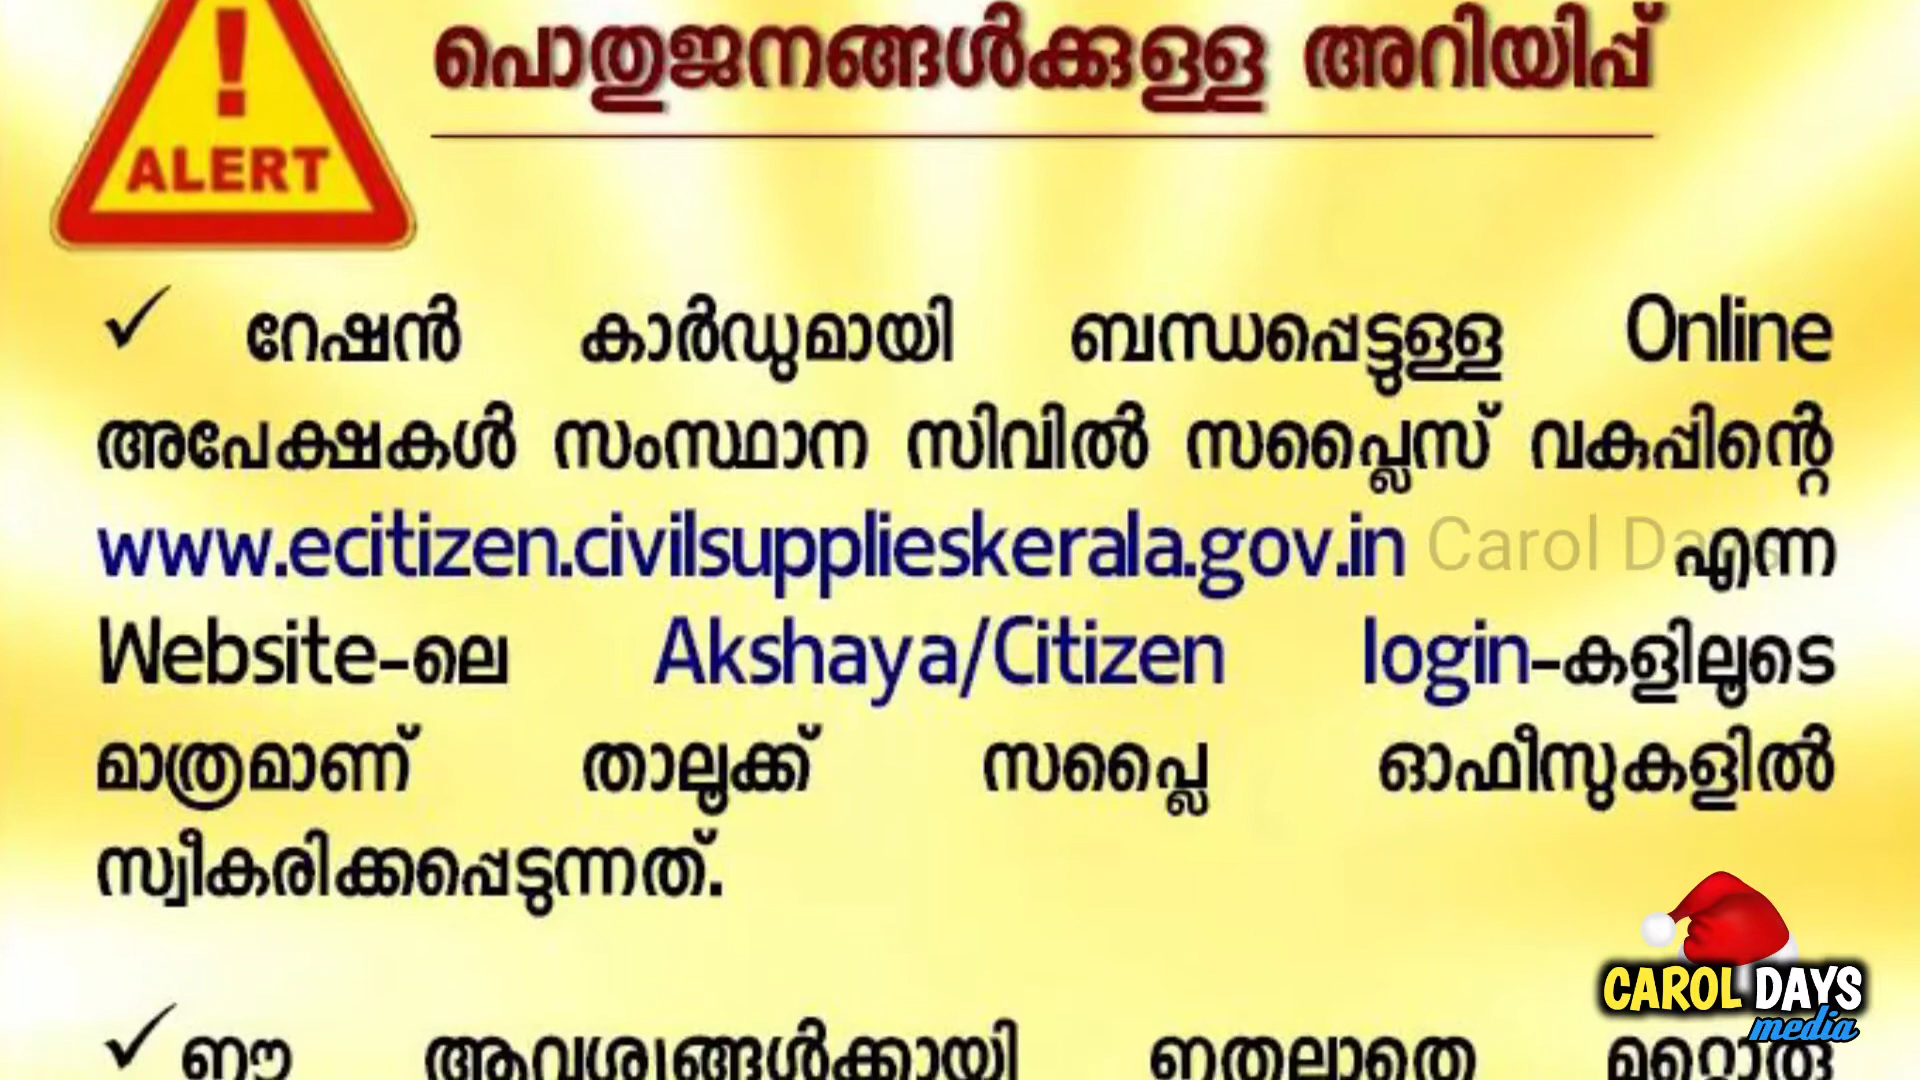 ALERT
പൊതുജനങ്ങൾക്കുള്ള അറിയിപ്പ്
✓ റേഷൻ കാർഡുമായി ബന്ധപ്പെട്ടുള്ള Online
അപേക്ഷകൾ സംസ്ഥാന സിവിൽ സപ്ലൈസ് വകുപ്പിന്റെ
www.ecitizen.civilsupplieskerala.gov.in എന്ന
Carol Days
Website-ലെ Akshaya/Citizen login-കളിലൂടെ
മാത്രമാണ് താലൂക്ക് സപ്ലൈ ഓഫീസുകളിൽ
സ്വീകരിക്കപ്പെടുന്നത്.
✓ ഈ ആവശ്യങ്ങൾക്കായി ഇതല്ലാതെ മറ്റൊരു
CAROL DAYS
media